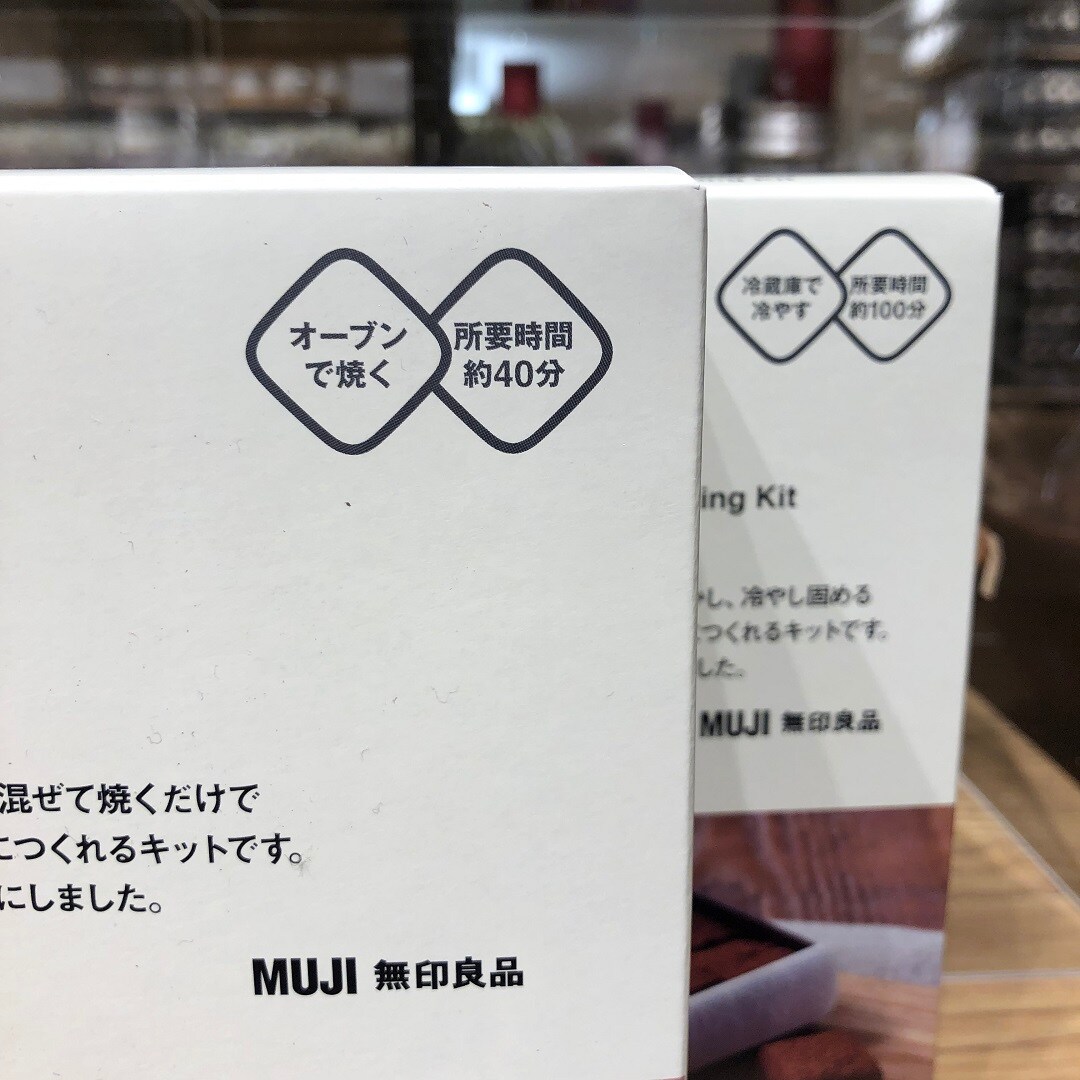 オーブン
で焼く
所要時間
約40分
混ぜて焼くだけで
につくれるキットです。
にしました。
MUJI 無印良品
冷蔵庫で
冷やす
所要時間
約100分
ing Kit
し、冷やし固める
つくれるキットです。
した。
MUJI 無印良品